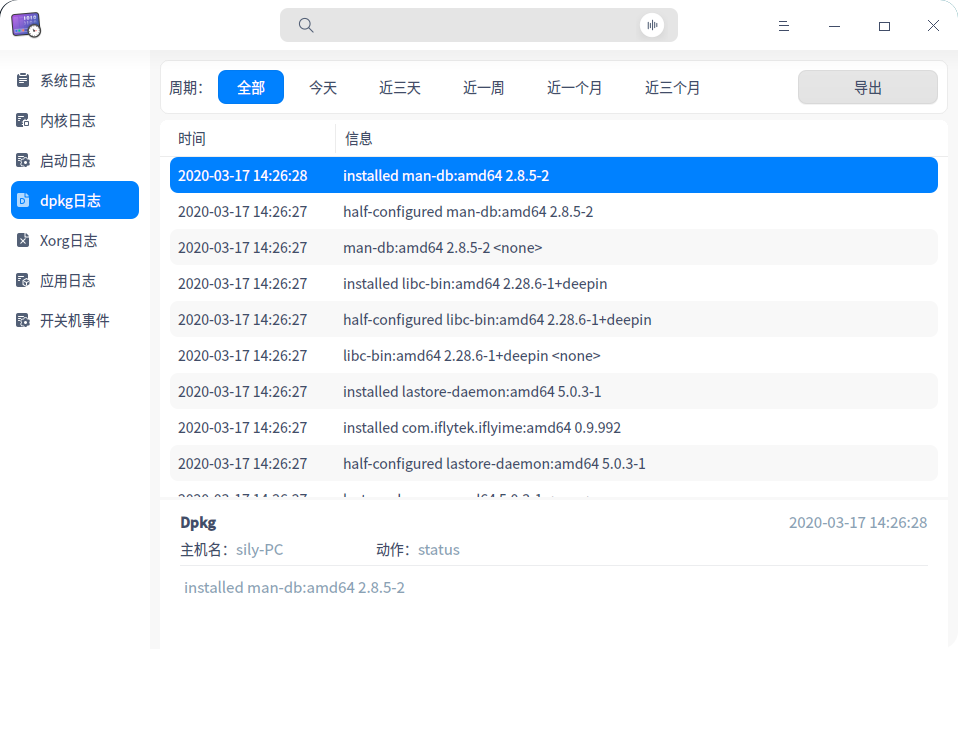 系统日志
内核日志
启动日志
dpkg日志
Xorg日志
应用日志
开关机事件
周期： 全部 今天 近三天 近一周 近一个月 近三个月 导出
时间 信息
2020-03-17 14:26:28 installed man-db:amd64 2.8.5-2
2020-03-17 14:26:27 half-configured man-db:amd64 2.8.5-2
2020-03-17 14:26:27 man-db:amd64 2.8.5-2 <none>
2020-03-17 14:26:27 installed libc-bin:amd64 2.28.6-1+deepin
2020-03-17 14:26:27 half-configured libc-bin:amd64 2.28.6-1+deepin
2020-03-17 14:26:27 libc-bin:amd64 2.28.6-1+deepin <none>
2020-03-17 14:26:27 installed lastore-daemon:amd64 5.0.3-1
2020-03-17 14:26:27 installed com.iflytek.iflyime:amd64 0.9.992
2020-03-17 14:26:27 half-configured lastore-daemon:amd64 5.0.3-1
Dpkg 2020-03-17 14:26:28
主机名： sily-PC 动作： status
installed man-db:amd64 2.8.5-2